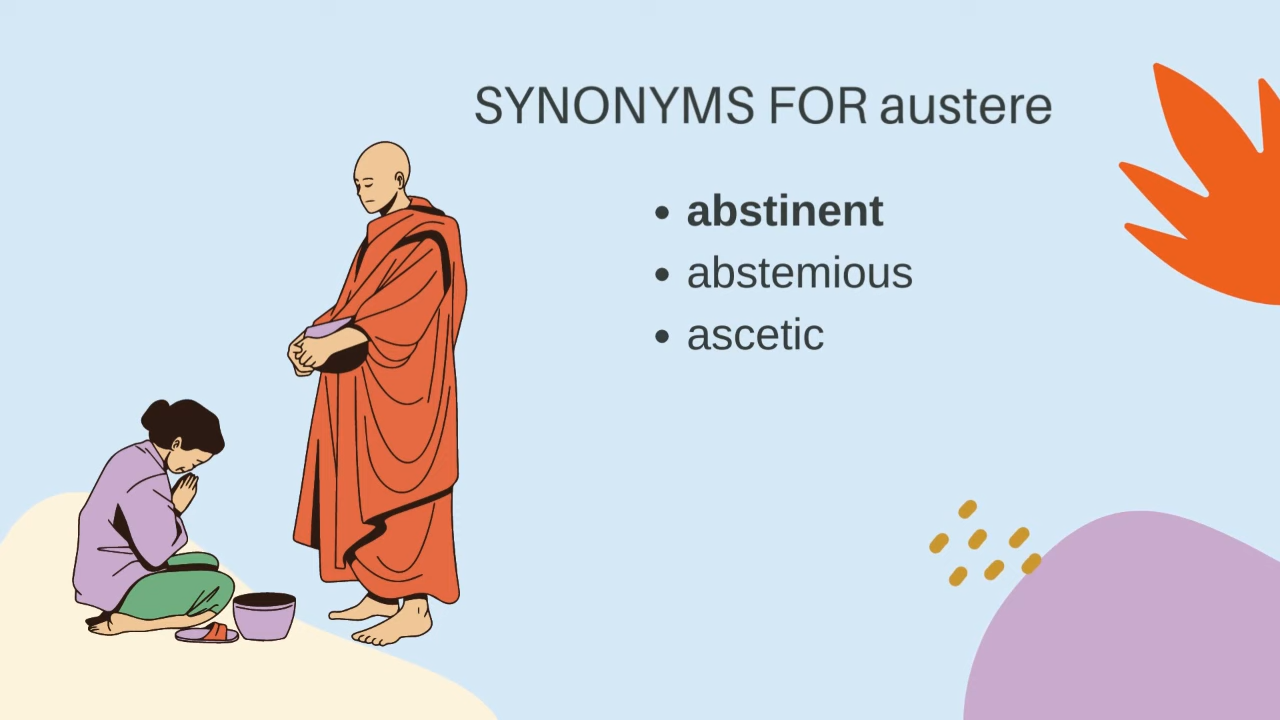 SYNONYMS FOR austere
• abstinent
• abstemious
• ascetic